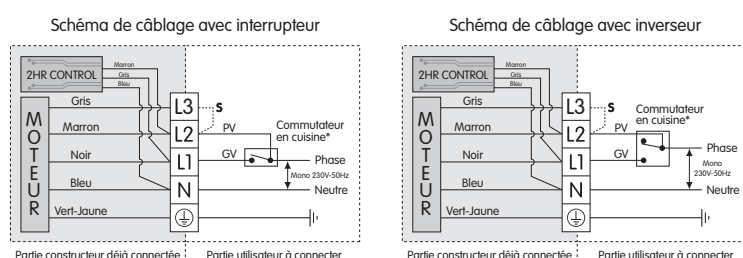 Schéma de câblage avec interrupteur
Marron
2HR CONTROL
Gris
Bleu
Gris
L3
S
Marron
L2
PV
Commutateur
en cuisine*
Noir
L1
GV
Phase
Mono 230V-50Hz
Bleu
N
Neutre
Vert-Jaune
MOTEUR
Partie constructeur déjà connectée
Partie utilisateur à connecter
Schéma de câblage avec inverseur
Marron
2HR CONTROL
Gris
Bleu
Gris
L3
S
Commutateur
en cuisine*
Marron
L2
PV
Phase
Noir
L1
GV
Mono
230V-50Hz
Bleu
N
Neutre
Vert-Jaune
MOTEUR
Partie constructeur déjà connectée
Partie utilisateur à connecter